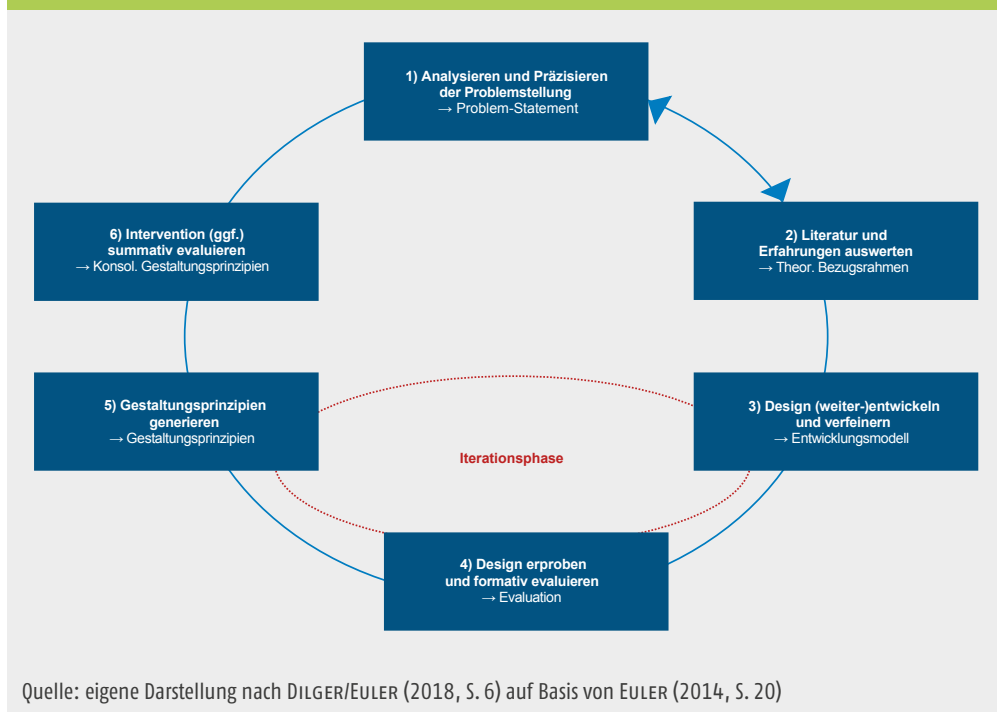 1) Analysieren und Präzisieren
der Problemstellung
→ Problem-Statement
2) Literatur und
Erfahrungen auswerten
→ Theor. Bezugsrahmen
3) Design (weiter-)entwickeln
und verfeinern
→ Entwicklungsmodell
4) Design erproben
und formativ evaluieren
→ Evaluation
5) Gestaltungsprinzipien
generieren
→ Gestaltungsprinzipien
6) Intervention (ggf.)
summativ evaluieren
→ Konsol. Gestaltungsprinzipien
Iterationsphase
Quelle: eigene Darstellung nach DILGER/EULER (2018, S. 6) auf Basis von EULER (2014, S. 20)